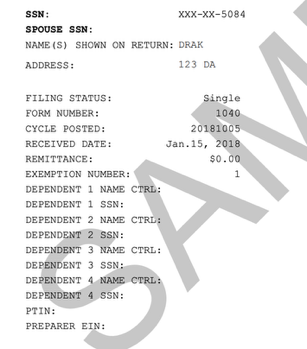 SSN: XXX-XX-5084
SPOUSE SSN:
NAME(S) SHOWN ON RETURN: DRAK
ADDRESS: 123 DA
FILING STATUS: Single
FORM NUMBER: 1040
CYCLE POSTED: 20181005
RECEIVED DATE: Jan.15, 2018
REMITTANCE: $0.00
EXEMPTION NUMBER: 1
DEPENDENT 1 NAME CTRL:
DEPENDENT 1 SSN:
DEPENDENT 2 NAME CTRL:
DEPENDENT 2 SSN:
DEPENDENT 3 NAME CTRL:
DEPENDENT 3 SSN:
DEPENDENT 4 NAME CTRL:
DEPENDENT 4 SSN:
PTIN:
PREPARER EIN:
SAM